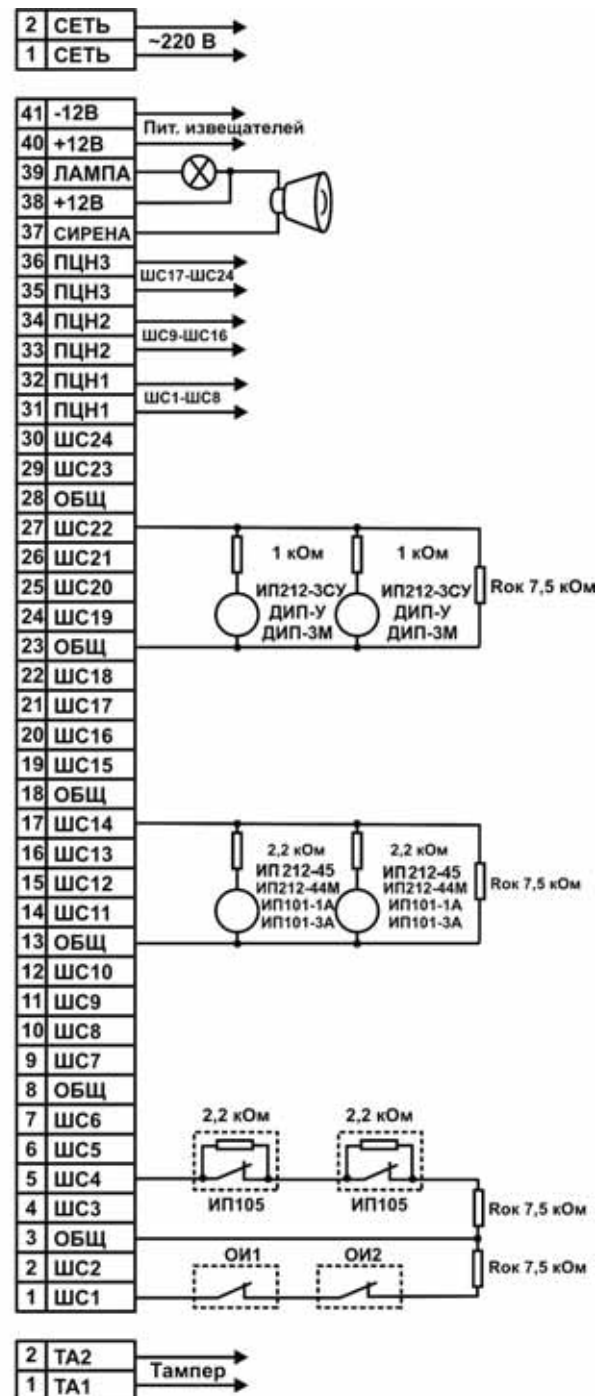 2 СЕТЬ
~220 В
1 СЕТЬ
41 -12В
Пит. извещателей
40 +12В
39 ЛАМПА
38 +12В
37 СИРЕНА
36 ПЦН3
ШС17-ШС24
35 ПЦН3
34 ПЦН2
ШС9-ШС16
33 ПЦН2
32 ПЦН1
ШС1-ШС8
31 ПЦН1
30 ШС24
29 ШС23
28 ОБЩ
27 ШС22
26 ШС21
1 кОм 1 кОм
25 ШС20
ИП212-3СУ ИП212-3СУ Rок 7,5 кОм
24 ШС19
ДИП-У ДИП-У
ДИП-3М ДИП-3М
23 ОБЩ
22 ШС18
21 ШС17
20 ШС16
19 ШС15
18 ОБЩ
17 ШС14
16 ШС13
2,2 кОм 2,2 кОм
ИП212-45 ИП212-45
15 ШС12
ИП212-44М ИП212-44М Rок 7,5 кОм
14 ШС11
ИП101-1А ИП101-1А
ИП101-3А ИП101-3А
13 ОБЩ
12 ШС10
11 ШС9
10 ШС8
9 ШС7
8 ОБЩ
7 ШС6
2,2 кОм 2,2 кОм
6 ШС5
5 ШС4
ИП105 ИП105
4 ШС3
Rок 7,5 кОм
3 ОБЩ
ОИ1 ОИ2
2 ШС2
Rок 7,5 кОм
1 ШС1
2 ТА2
Тампер
1 ТА1